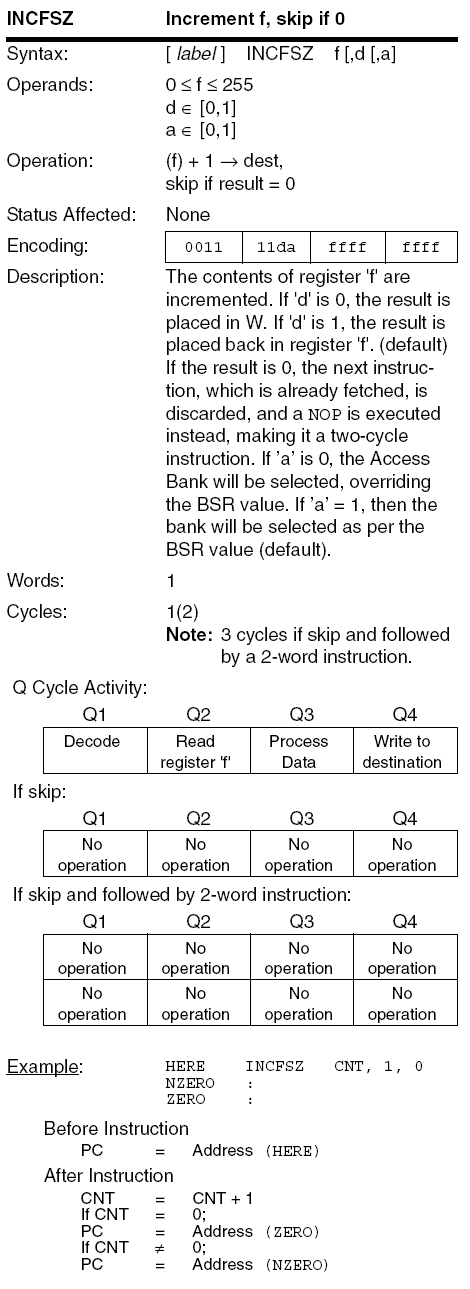 INCFSZ Increment f, skip if 0
Syntax: [ label ] INCFSZ f [,d [,a]
Operands: 0 ≤ f ≤ 255
d ∈ [0,1]
a ∈ [0,1]
Operation: (f) + 1 → dest,
skip if result = 0
Status Affected: None
Encoding: 0011 11da ffff ffff
Description: The contents of register 'f' are
incremented. If 'd' is 0, the result is
placed in W. If 'd' is 1, the result is
placed back in register 'f'. (default)
If the result is 0, the next instruc-
tion, which is already fetched, is
discarded, and a NOP is executed
instead, making it a two-cycle
instruction. If ’a’ is 0, the Access
Bank will be selected, overriding
the BSR value. If ’a’ = 1, then the
bank will be selected as per the
BSR value (default).
Words: 1
Cycles: 1(2)
Note: 3 cycles if skip and followed
by a 2-word instruction.
Q Cycle Activity:
Q1 Q2 Q3 Q4
Decode Read Process Write to
register 'f' Data destination
If skip:
Q1 Q2 Q3 Q4
No No No No
operation operation operation operation
If skip and followed by 2-word instruction:
Q1 Q2 Q3 Q4
No No No No
operation operation operation operation
No No No No
operation operation operation operation
Example: HERE INCFSZ CNT, 1, 0
NZERO :
ZERO :
Before Instruction
PC = Address (HERE)
After Instruction
CNT = CNT + 1
If CNT = 0;
PC = Address (ZERO)
If CNT ≠ 0;
PC = Address (NZERO)